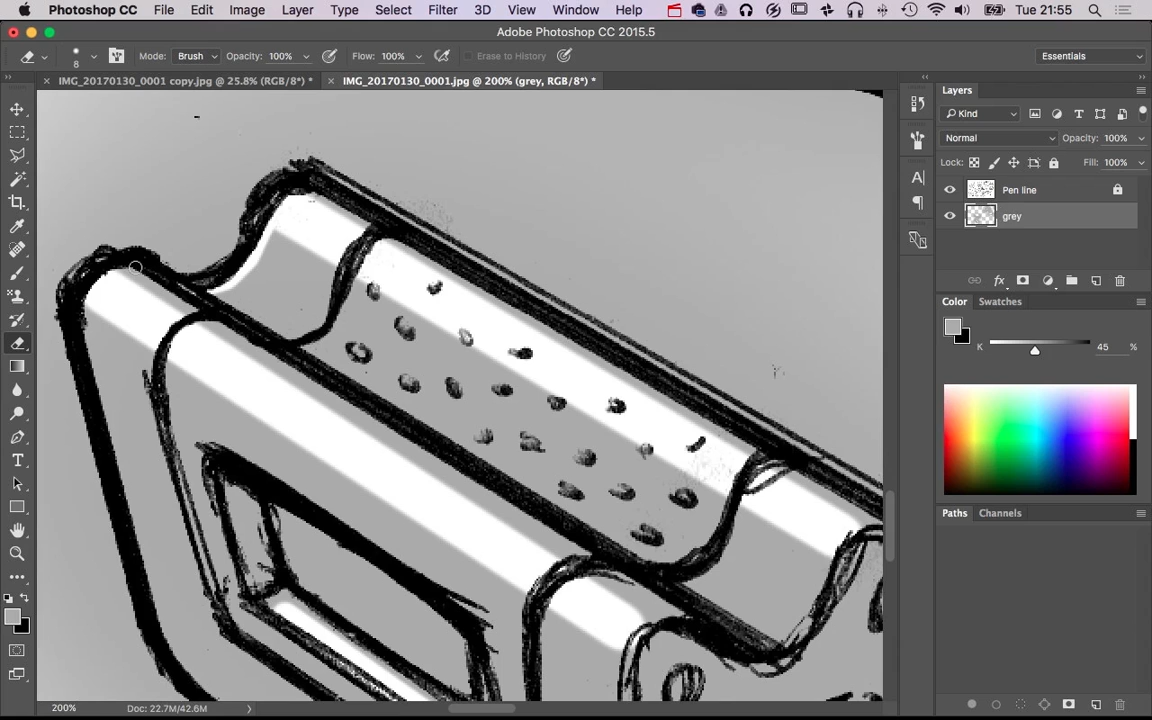 Photoshop CC File Edit Image Layer Type Select Filter 3D View Window Help Tue 21:55
Adobe Photoshop CC 2015.5
8 Mode: Brush Opacity: 100% Flow: 100% Erase to History Essentials
IMG_20170130_0001 copy.jpg @ 25.8% (RGB/8*) * IMG_20170130_0001.jpg @ 200% (grey, RGB/8*) *
Layers
Kind
Normal Opacity: 100%
Lock: Fill: 100%
Pen line
grey
Color Swatches
K 45 %
Paths Channels
200% Doc: 22.7M/42.6M